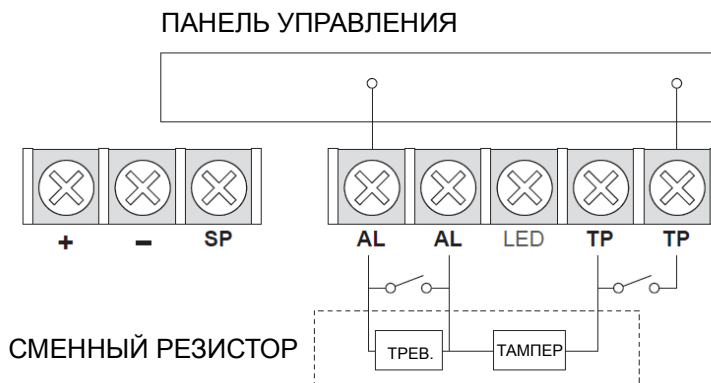 ПАНЕЛЬ УПРАВЛЕНИЯ
+ − SP AL AL LED TP TP
СМЕННЫЙ РЕЗИСТОР ТРЕВ. ТАМПЕР